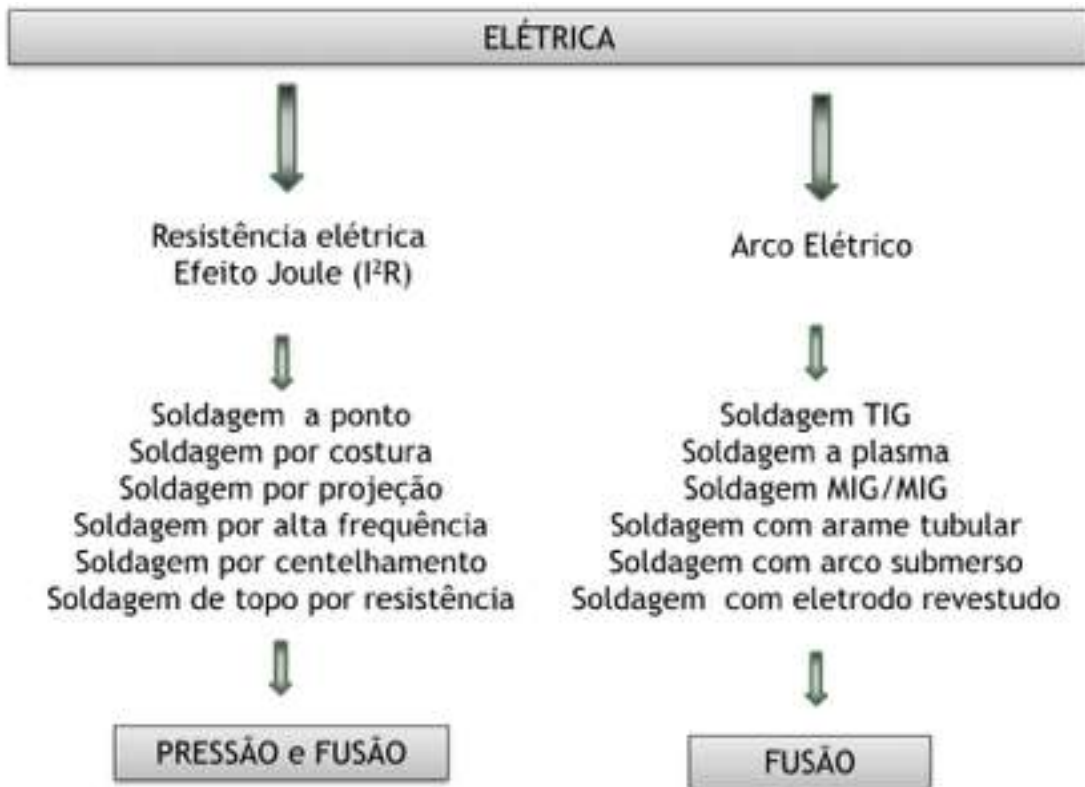 ELÉTRICA
Resistência elétrica
Efeito Joule (I²R)
Soldagem a ponto
Soldagem por costura
Soldagem por projeção
Soldagem por alta frequência
Soldagem por centelhamento
Soldagem de topo por resistência
PRESSÃO e FUSÃO
Arco Elétrico
Soldagem TIG
Soldagem a plasma
Soldagem MIG/MIG
Soldagem com arame tubular
Soldagem com arco submerso
Soldagem com eletrodo revestudo
FUSÃO